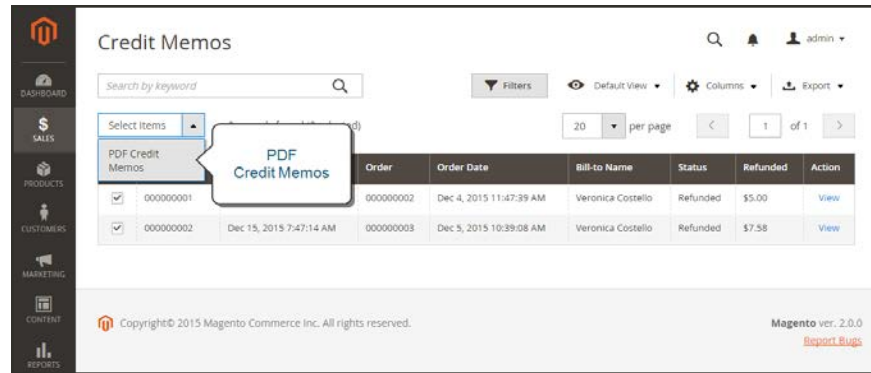 Credit Memos
admin
DASHBOARD
Search by keyword
Filters
Default View
Columns
Export
$
SALES
Select Items
20
per page
1
of 1
PDF Credit
Memos
PDF
Credit Memos
PRODUCTS
Order
Order Date
Bill-to Name
Status
Refunded
Action
000000001
000000002
Dec 4, 2015 11:47:39 AM
Veronica Costello
Refunded
$5.00
View
CUSTOMERS
000000002
Dec 15, 2015 7:47:14 AM
000000003
Dec 5, 2015 10:39:08 AM
Veronica Costello
Refunded
$7.58
View
MARKETING
CONTENT
Copyright© 2015 Magento Commerce Inc. All rights reserved.
Magento ver. 2.0.0
Report Bugs
REPORTS